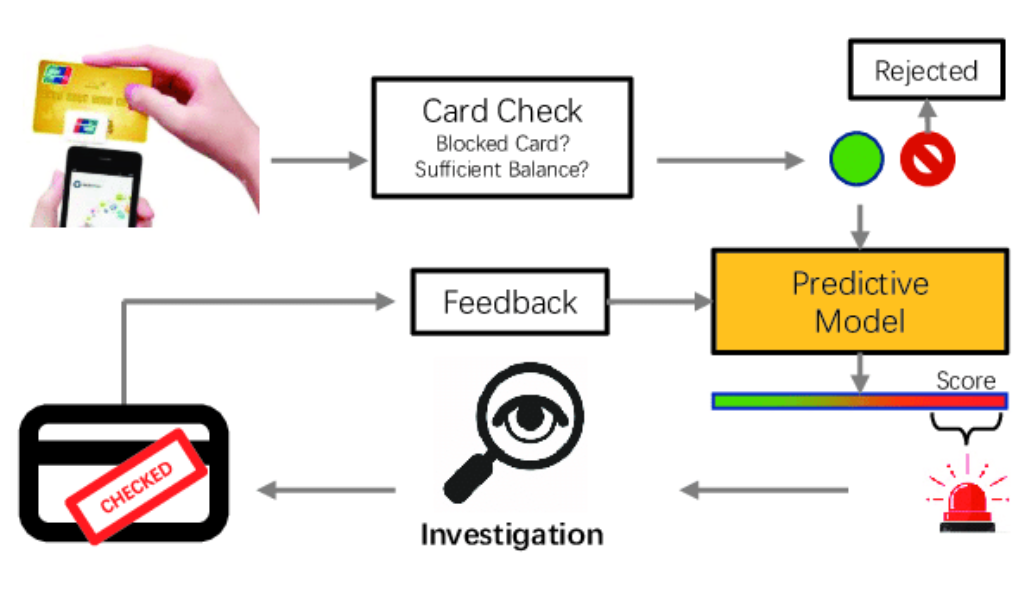 Card Check
Blocked Card?
Sufficient Balance?
Rejected
Predictive
Model
Feedback
Score
CHECKED
Investigation